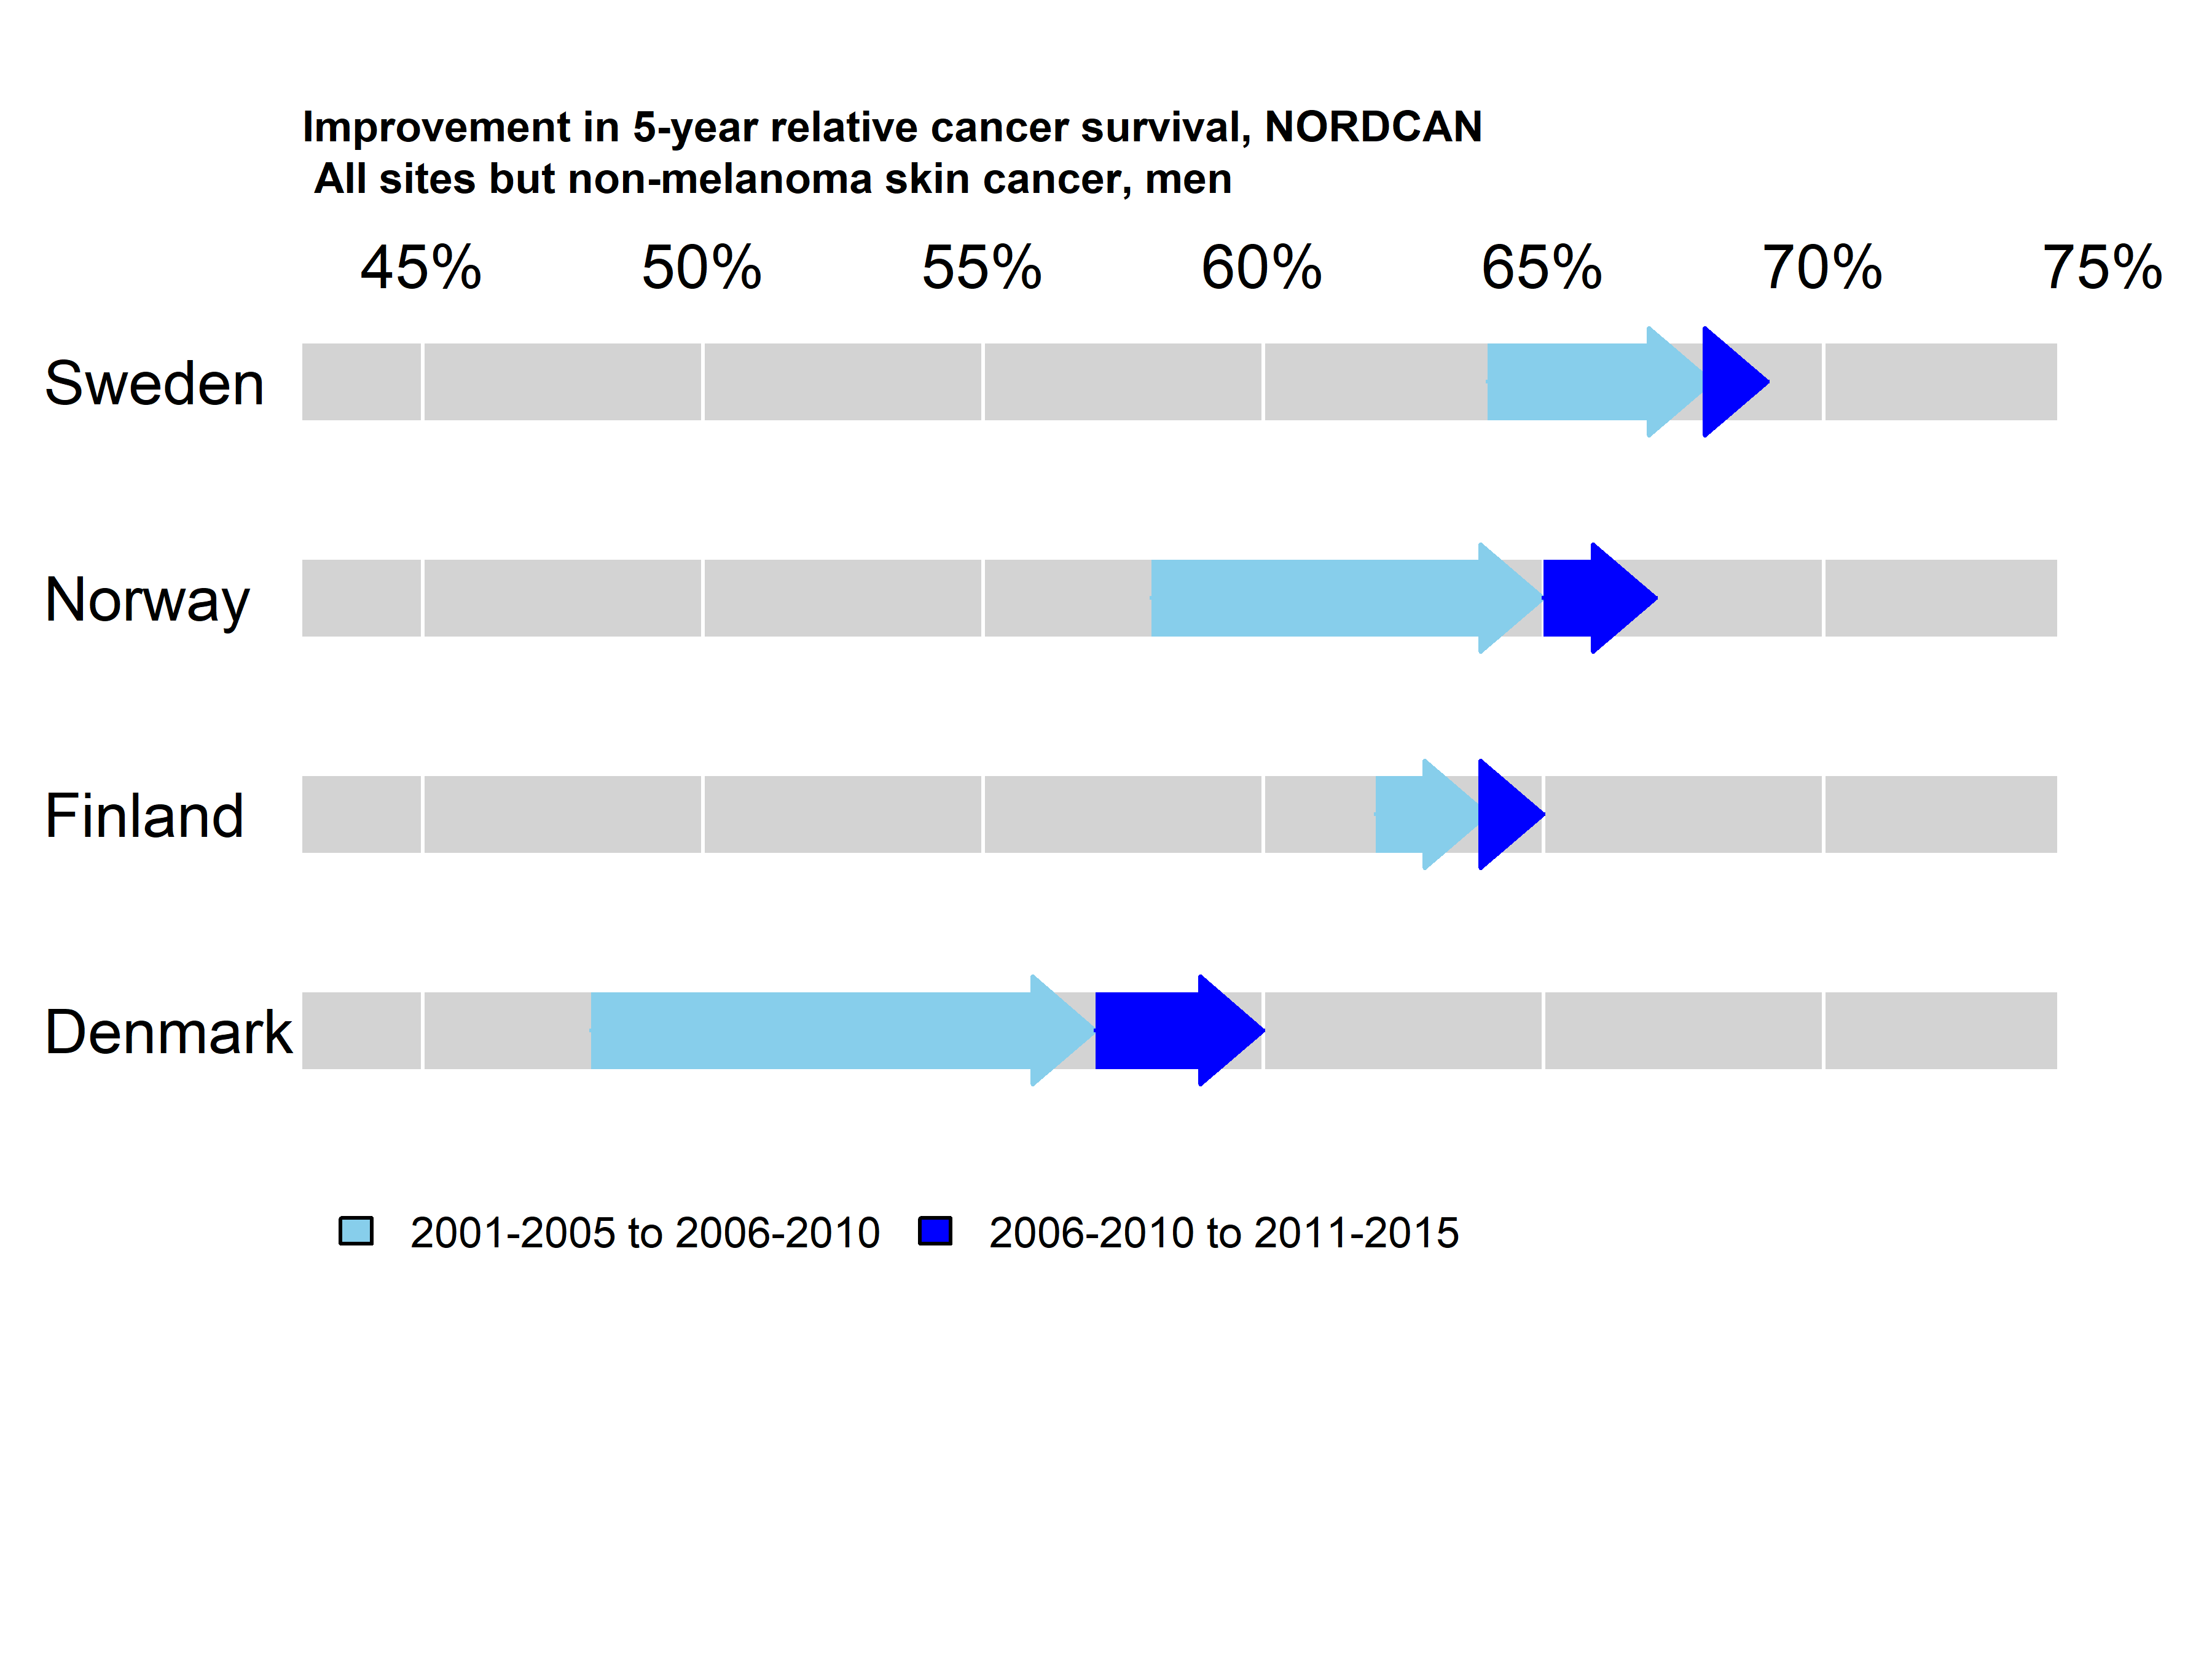 Improvement in 5-year relative cancer survival, NORDCAN
All sites but non-melanoma skin cancer, men
45% 50% 55% 60% 65% 70% 75%
Sweden
Norway
Finland
Denmark
2001-2005 to 2006-2010 2006-2010 to 2011-2015